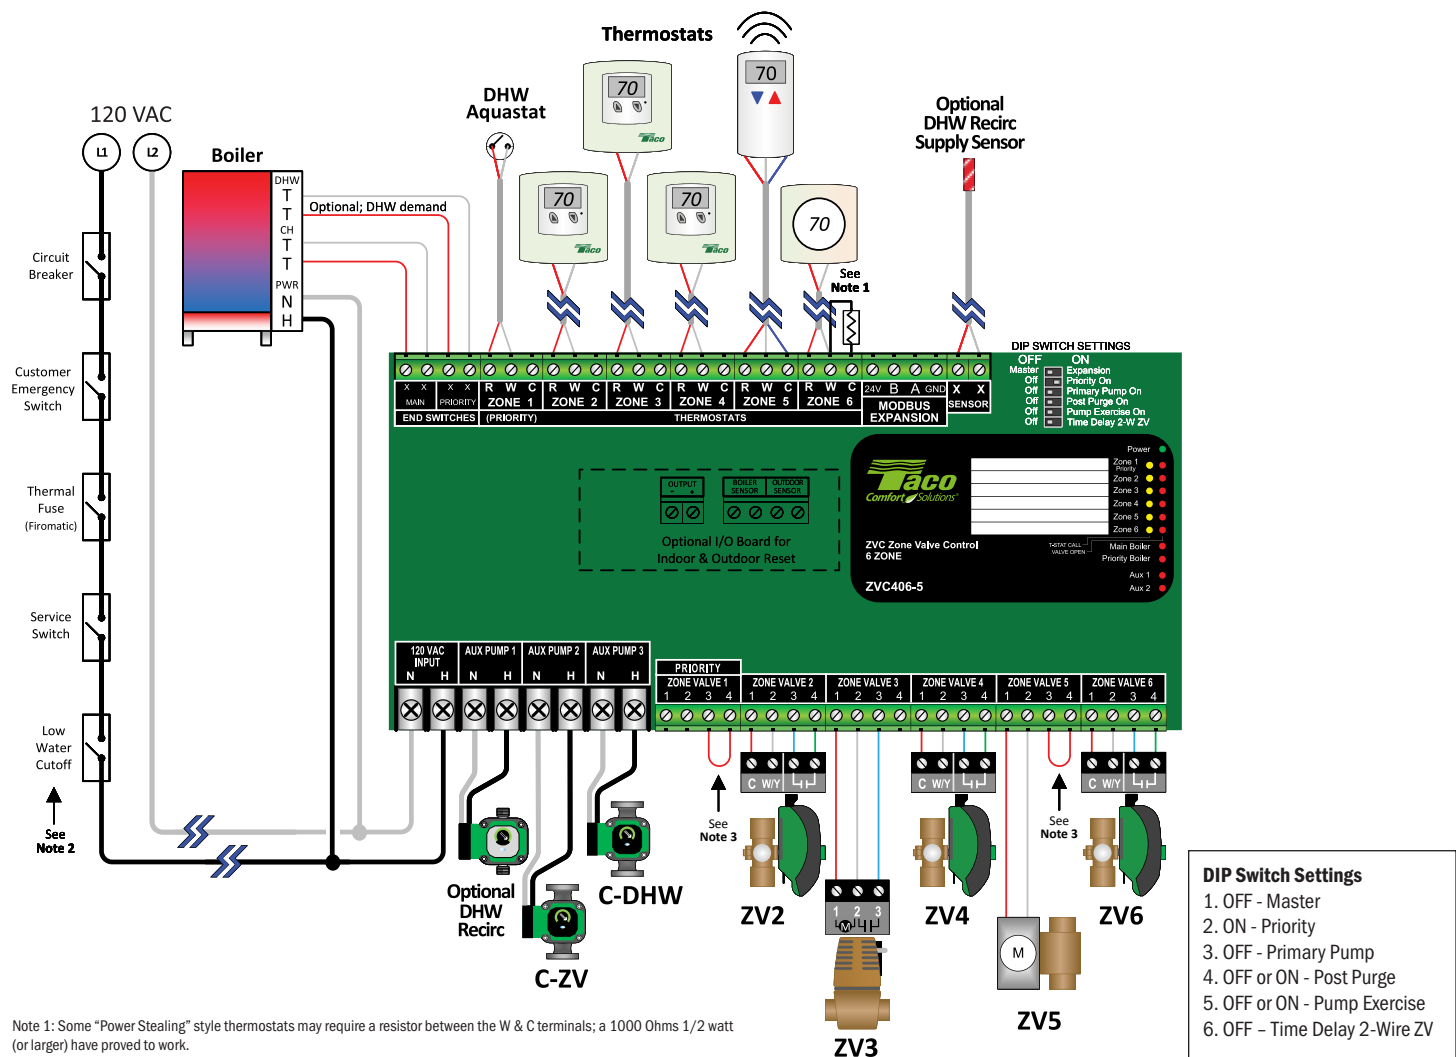 Thermostats
70
70
DHW
Aquastat
Taco
Optional
DHW Recirc
Supply Sensor
120 VAC
L1
L2
Boiler
DHW
T
T
CH
T
T
PWR
N
H
Optional; DHW demand
70
Taco
70
Taco
70
See
Note 1
Circuit
Breaker
Customer
Emergency
Switch
Thermal
Fuse
(Firomatic)
Service
Switch
Low
Water
Cutoff
See
Note 2
DIP SWITCH SETTINGS
OFF ON
Master Expansion
Off Priority On
Off Primary Pump On
Off Post Purge On
Off Pump Exercise On
Off Time Delay 2-W ZV
X X X X R W C R W C R W C R W C R W C R W C 24V B A GND X X
MAIN PRIORITY ZONE 1 ZONE 2 ZONE 3 ZONE 4 ZONE 5 ZONE 6 MODBUS EXPANSION SENSOR
END SWITCHES (PRIORITY) THERMOSTATS
OUTPUT
- +
BOILER SENSOR
OUTDOOR SENSOR
Optional I/O Board for
Indoor & Outdoor Reset
Taco
Comfort Solutions®
ZVC Zone Valve Control
6 ZONE
ZVC406-5
Power
Zone 1
Priority
Zone 2
Zone 3
Zone 4
Zone 5
Zone 6
T-STAT CALL
VALVE OPEN
Main Boiler
Priority Boiler
Aux 1
Aux 2
120 VAC INPUT AUX PUMP 1 AUX PUMP 2 AUX PUMP 3
N H N H N H N H
PRIORITY
ZONE VALVE 1 ZONE VALVE 2 ZONE VALVE 3 ZONE VALVE 4 ZONE VALVE 5 ZONE VALVE 6
1 2 3 4 1 2 3 4 1 2 3 4 1 2 3 4 1 2 3 4 1 2 3 4
C W/Y
C W/Y
C W/Y
See
Note 3
See
Note 3
Optional
DHW
Recirc
C-DHW
C-ZV
ZV2
1 2 3
M
ZV3
ZV4
M
ZV5
ZV6
DIP Switch Settings
1. OFF - Master
2. ON - Priority
3. OFF - Primary Pump
4. OFF or ON - Post Purge
5. OFF or ON - Pump Exercise
6. OFF – Time Delay 2-Wire ZV
Note 1: Some “Power Stealing” style thermostats may require a resistor between the W & C terminals; a 1000 Ohms 1/2 watt
(or larger) have proved to work.